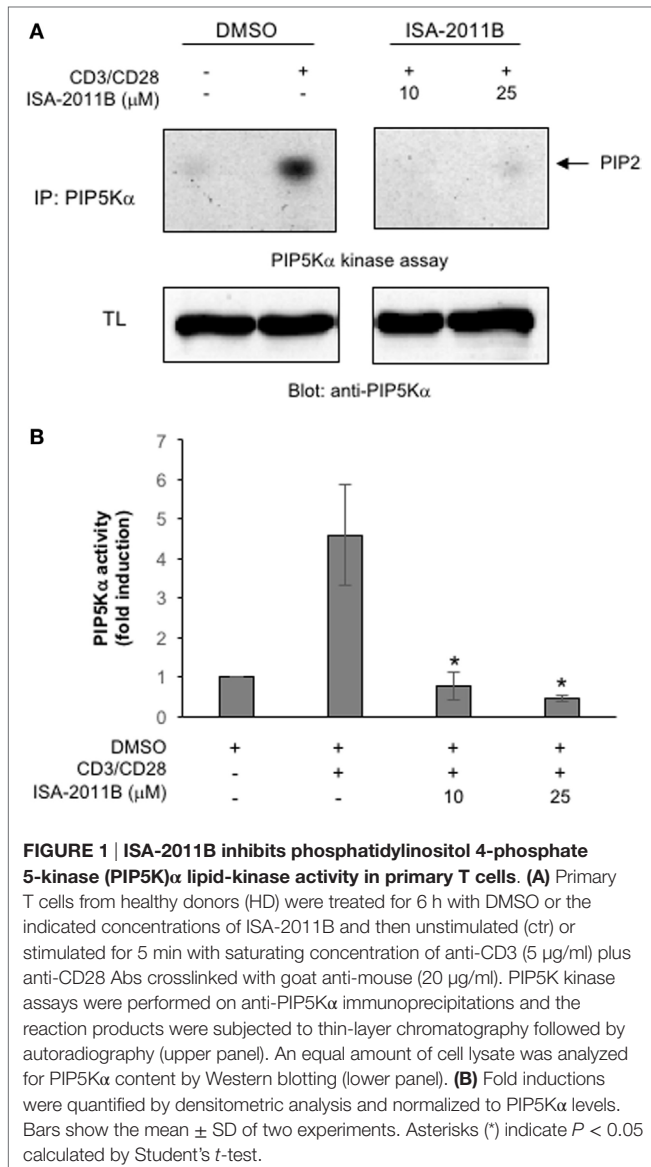 A
DMSO ISA-2011B
CD3/CD28 - + + +
ISA-2011B (μM) - - 10 25
IP: PIP5Kα
PIP2
PIP5Kα kinase assay
TL
Blot: anti-PIP5Kα
B
PIP5Kα activity
(fold induction)
7
6
5
4
3
2
1
0
* *
DMSO + + + +
CD3/CD28 - + + +
ISA-2011B (μM) - - 10 25
FIGURE 1 | ISA-2011B inhibits phosphatidylinositol 4-phosphate
5-kinase (PIP5K)α lipid-kinase activity in primary T cells. (A) Primary
T cells from healthy donors (HD) were treated for 6 h with DMSO or the
indicated concentrations of ISA-2011B and then unstimulated (ctr) or
stimulated for 5 min with saturating concentration of anti-CD3 (5 μg/ml) plus
anti-CD28 Abs crosslinked with goat anti-mouse (20 μg/ml). PIP5K kinase
assays were performed on anti-PIP5Kα immunoprecipitations and the
reaction products were subjected to thin-layer chromatography followed by
autoradiography (upper panel). An equal amount of cell lysate was analyzed
for PIP5Kα content by Western blotting (lower panel). (B) Fold inductions
were quantified by densitometric analysis and normalized to PIP5Kα levels.
Bars show the mean ± SD of two experiments. Asterisks (*) indicate P < 0.05
calculated by Student's t-test.